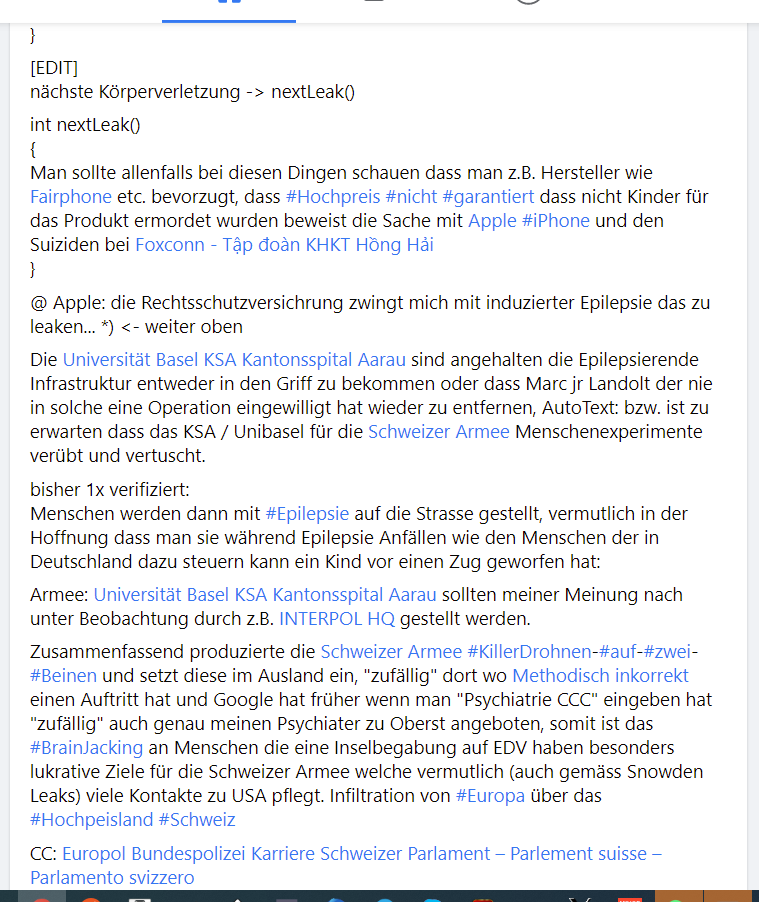 }
[EDIT]
nächste Körperverletzung -> nextLeak()
int nextLeak()
{
Man sollte allenfalls bei diesen Dingen schauen dass man z.B. Hersteller wie
Fairphone etc. bevorzugt, dass #Hochpreis #nicht #garantiert dass nicht Kinder für
das Produkt ermordet wurden beweist die Sache mit Apple #iPhone und den
Suiziden bei Foxconn - Tập đoàn KHKT Hồng Hải
}
@ Apple: die Rechtsschutzversichrung zwingt mich mit induzierter Epilepsie das zu
leaken... *) <- weiter oben
Die Universität Basel KSA Kantonsspital Aarau sind angehalten die Epilepsierende
Infrastruktur entweder in den Griff zu bekommen oder dass Marc jr Landolt der nie
in solche eine Operation eingewilligt hat wieder zu entfernen, AutoText: bzw. ist zu
erwarten dass das KSA / Unibasel für die Schweizer Armee Menschenexperimente
verübt und vertuscht.
bisher 1x verifiziert:
Menschen werden dann mit #Epilepsie auf die Strasse gestellt, vermutlich in der
Hoffnung dass man sie während Epilepsie Anfällen wie den Menschen der in
Deutschland dazu steuern kann ein Kind vor einen Zug geworfen hat:
Armee: Universität Basel KSA Kantonsspital Aarau sollten meiner Meinung nach
unter Beobachtung durch z.B. INTERPOL HQ gestellt werden.
Zusammenfassend produzierte die Schweizer Armee #KillerDrohnen-#auf-#zwei-
#Beinen und setzt diese im Ausland ein, "zufällig" dort wo Methodisch inkorrekt
einen Auftritt hat und Google hat früher wenn man "Psychiatrie CCC" eingeben hat
"zufällig" auch genau meinen Psychiater zu Oberst angeboten, somit ist das
#BrainJacking an Menschen die eine Inselbegabung auf EDV haben besonders
lukrative Ziele für die Schweizer Armee welche vermutlich (auch gemäss Snowden
Leaks) viele Kontakte zu USA pflegt. Infiltration von #Europa über das
#Hochpeisland #Schweiz
CC: Europol Bundespolizei Karriere Schweizer Parlament – Parlement suisse –
Parlamento svizzero